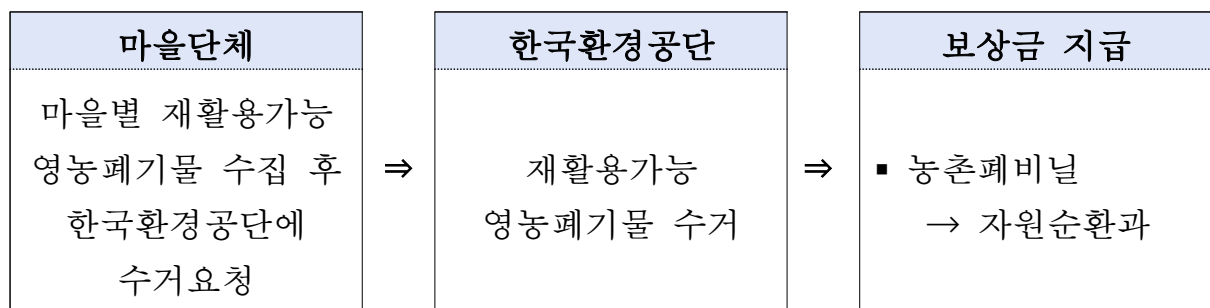 마을단체
마을별 재활용가능
영농폐기물 수집 후
한국환경공단에
수거요청
⇒
한국환경공단
재활용가능
영농폐기물 수거
⇒
보상금 지급
▪ 농촌폐비닐
→ 자원순환과